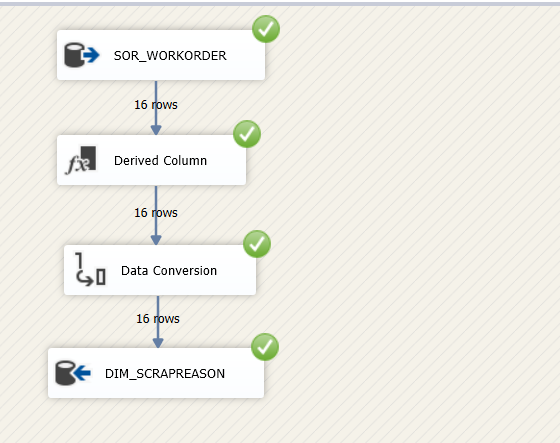 SOR_WORKORDER
16 rows
Derived Column
16 rows
Data Conversion
16 rows
DIM_SCRAPREASON